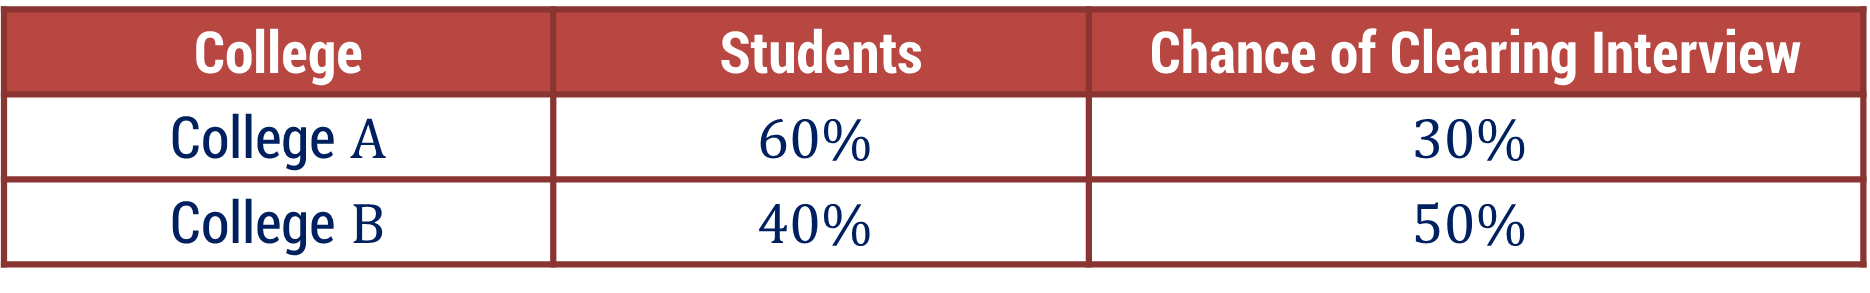 College Students Chance of Clearing Interview
College A 60% 30%
College B 40% 50%